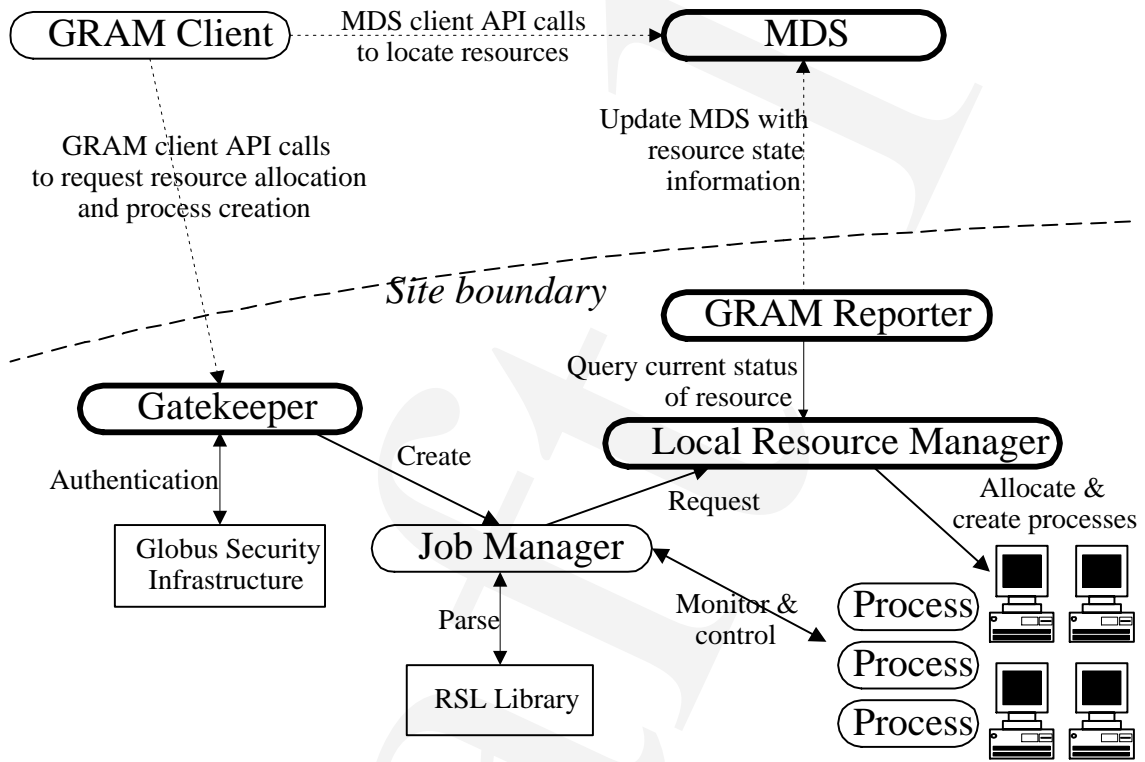 GRAM Client
MDS client API calls
to locate resources
MDS
GRAM client API calls
to request resource allocation
and process creation
Update MDS with
resource state
information
Site boundary
GRAM Reporter
Query current status
of resource
Gatekeeper
Local Resource Manager
Authentication
Create
Request
Allocate &
create processes
Globus Security
Infrastructure
Job Manager
Parse
Monitor &
control
RSL Library
Process
Process
Process